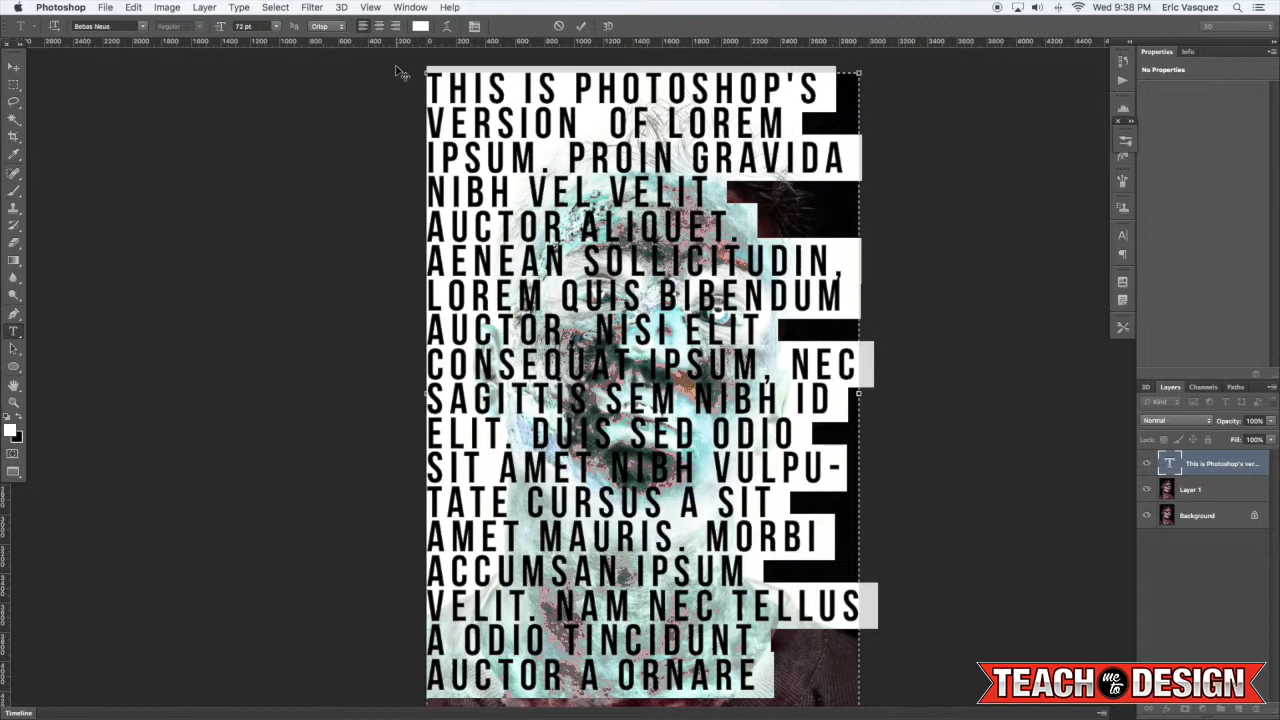 Photoshop File Edit Image Layer Type Select Filter 3D View Window Help
Wed 9:38 PM Eric Vasquez
Bebas Neue Regular 72 pt Crisp 3D
Properties Info
No Properties
THIS IS PHOTOSHOP'S
VERSION OF LOREM
IPSUM. PROIN GRAVIDA
NIBH VEL VELIT
AUCTOR ALIQUET.
AENEAN SOLLICITUDIN,
LOREM QUIS BIBENDUM
AUCTOR, NISI ELIT
CONSEQUAT IPSUM, NEC
SAGITTIS SEM NIBH ID
ELIT. DUIS SED ODIO
SIT AMET NIBH VULPU-
TATE CURSUS A SIT
AMET MAURIS. MORBI
ACCUMSAN IPSUM
VELIT. NAM NEC TELLUS
A ODIO TINCIDUNT
AUCTOR A ORNARE
3D Layers Channels Paths
Kind
Normal Opacity: 100%
Lock: Fill: 100%
This is Photoshop's ver...
Layer 1
Background
TEACH me to DESIGN
Timeline